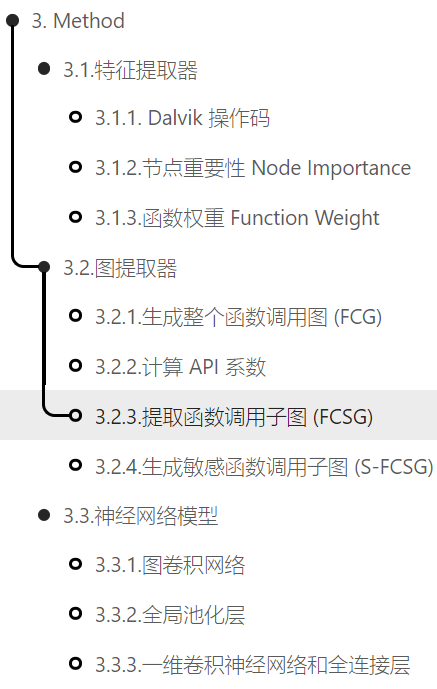 3. Method
3.1.特征提取器
3.1.1. Dalvik 操作码
3.1.2.节点重要性 Node Importance
3.1.3.函数权重 Function Weight
3.2.图提取器
3.2.1.生成整个函数调用图 (FCG)
3.2.2.计算 API 系数
3.2.3.提取函数调用子图 (FCSG)
3.2.4.生成敏感函数调用子图 (S-FCSG)
3.3.神经网络模型
3.3.1.图卷积网络
3.3.2.全局池化层
3.3.3.一维卷积神经网络和全连接层